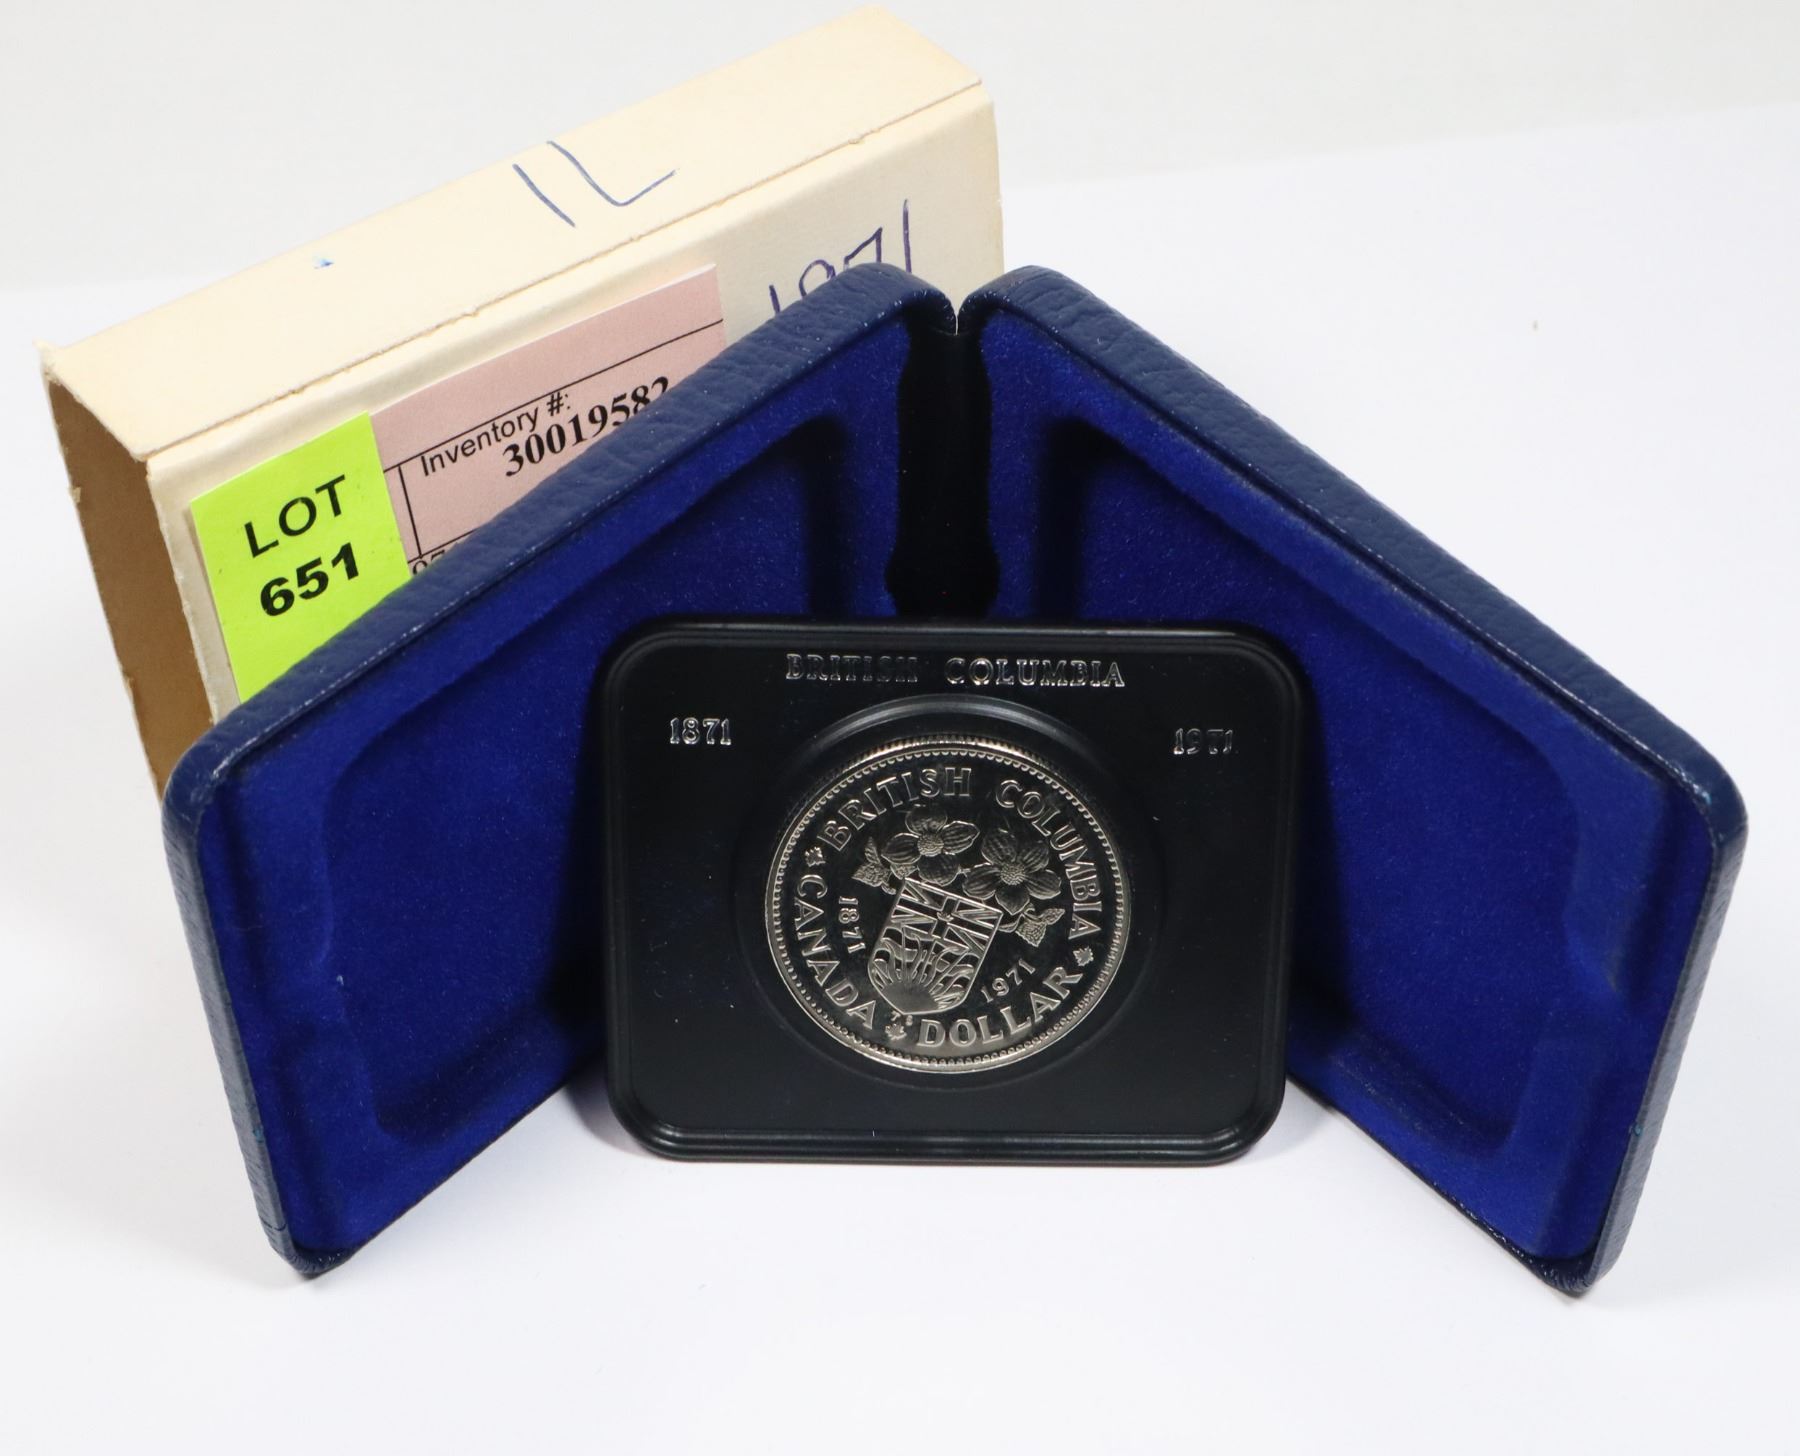 1L
1971
Inventory #:
30019582
LOT
651
BRITISH COLUMBIA
1871
1971
BRITISH COLUMBIA
1871
1971
CANADA DOLLAR